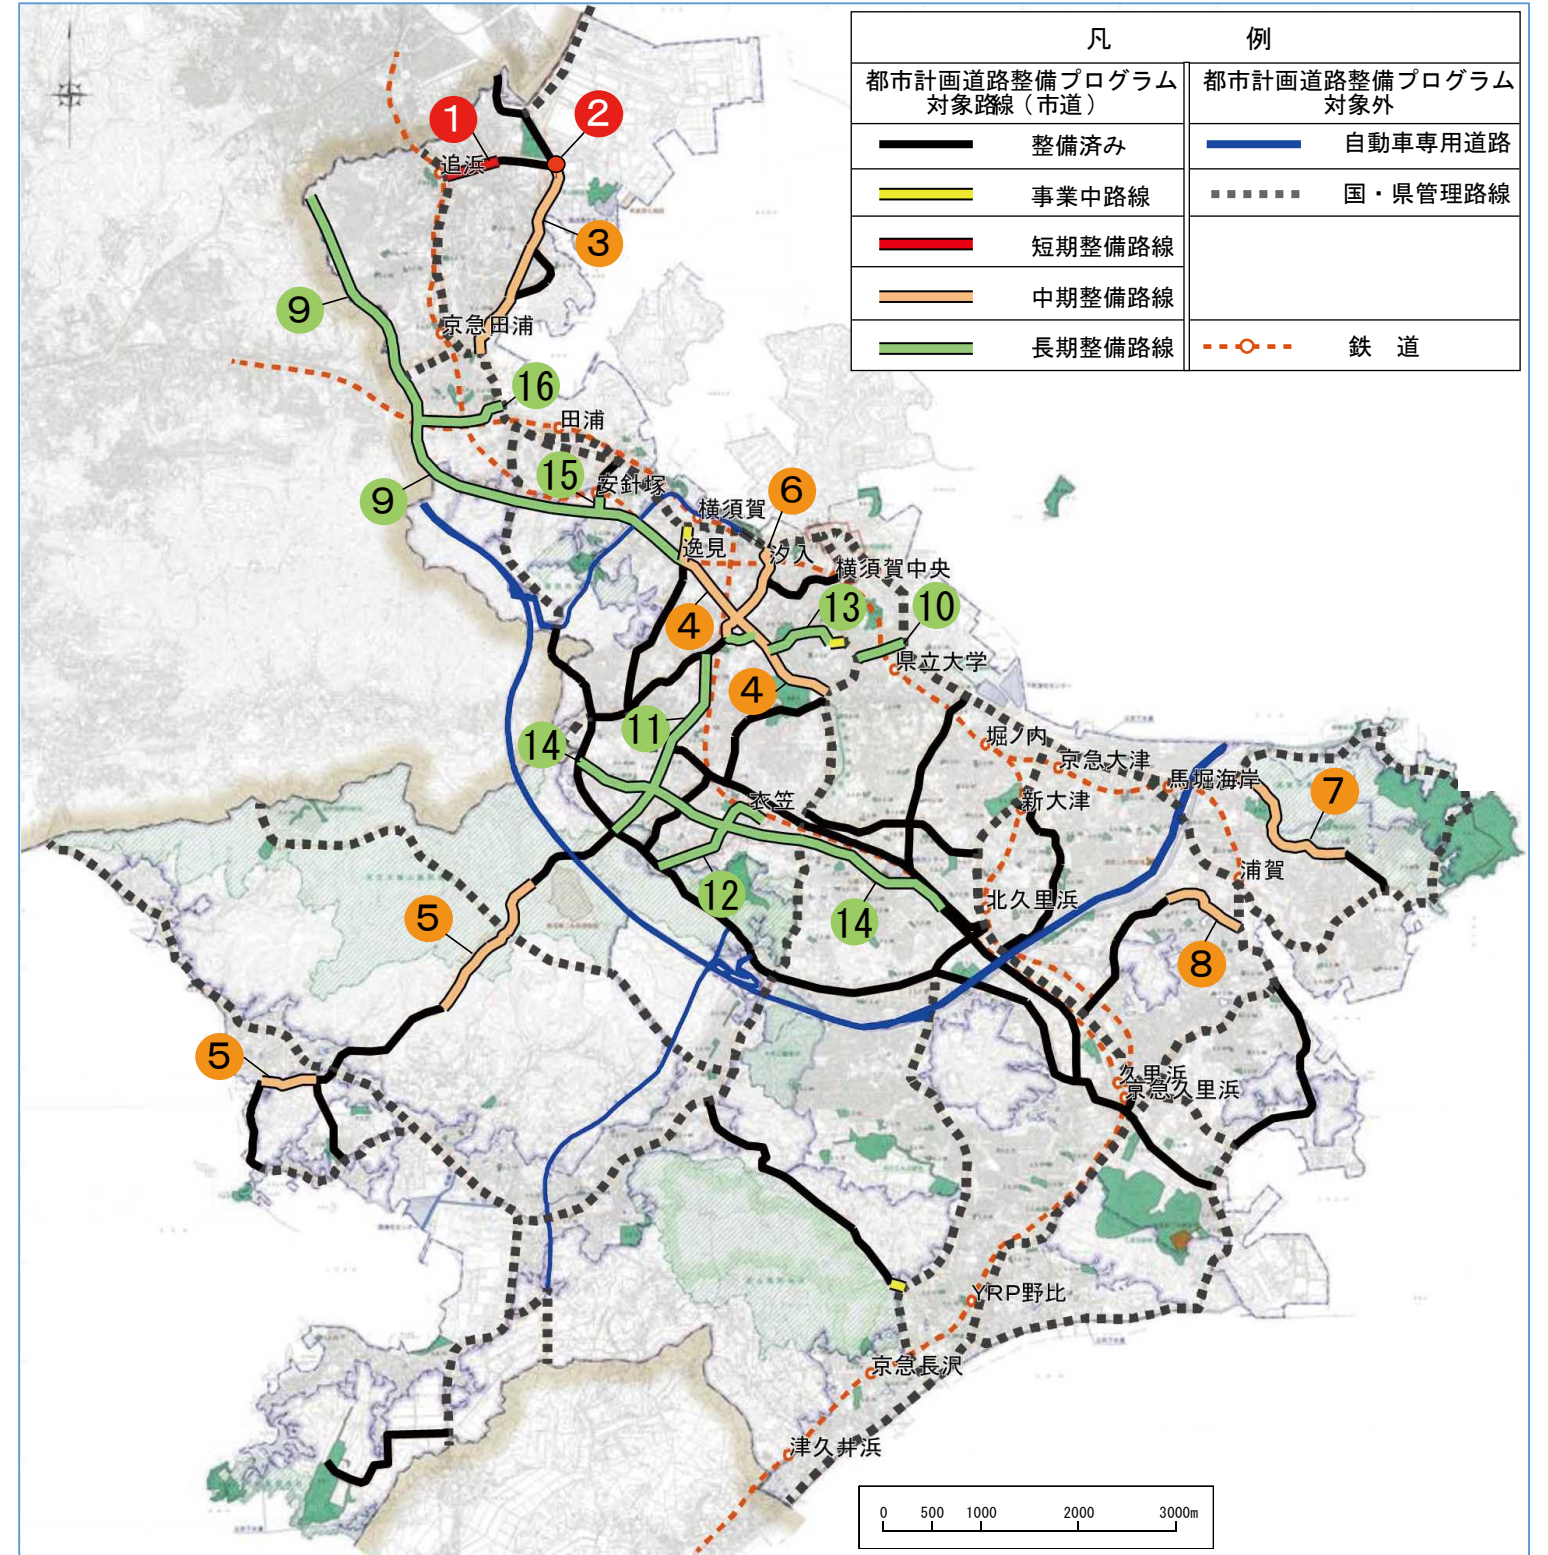 凡 例
都市計画道路整備プログラム
対象路線（市道）
都市計画道路整備プログラム
対象外
整備済み
自動車専用道路
事業中路線
国・県管理路線
短期整備路線
中期整備路線
長期整備路線
鉄 道
1
2
追浜
3
9
京急田浦
16
田浦
15
安針塚
9
6
横須賀
逸見
汐入
横須賀中央
13
10
4
県立大学
4
11
14
堀ノ内
京急大津
馬堀海岸
7
衣笠
新大津
浦賀
12
14
北久里浜
5
8
5
久里浜
京急久里浜
YRP野比
京急長沢
津久井浜
0 500 1000 2000 3000m